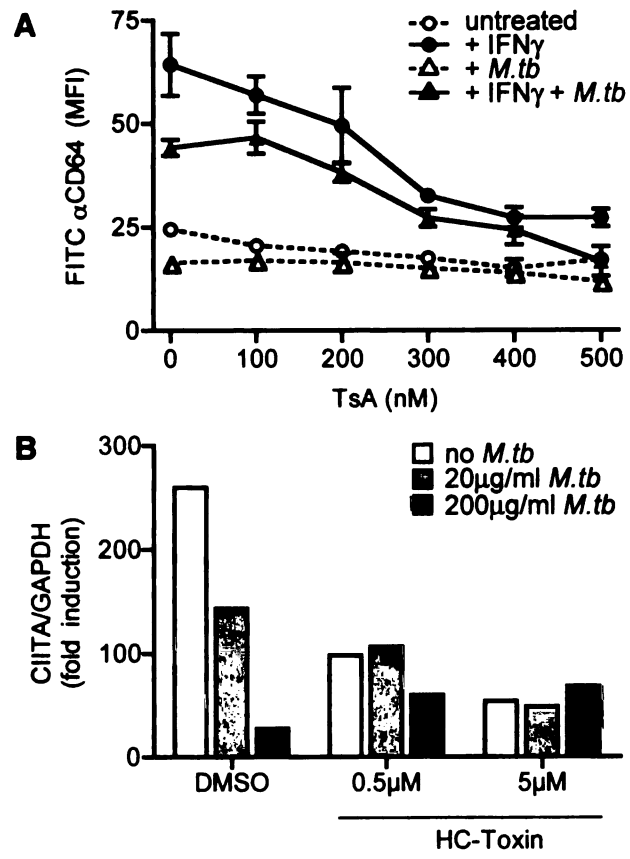 A
75
50
25
0
FITC αCD64 (MFI)
untreated
+ IFNγ
+ M.tb
+ IFNγ + M.tb
0 100 200 300 400 500
TsA (nM)
B
300
200
100
0
CIITA/GAPDH
(fold induction)
no M.tb
20μg/ml M.tb
200μg/ml M.tb
DMSO 0.5μM 5μM
HC-Toxin